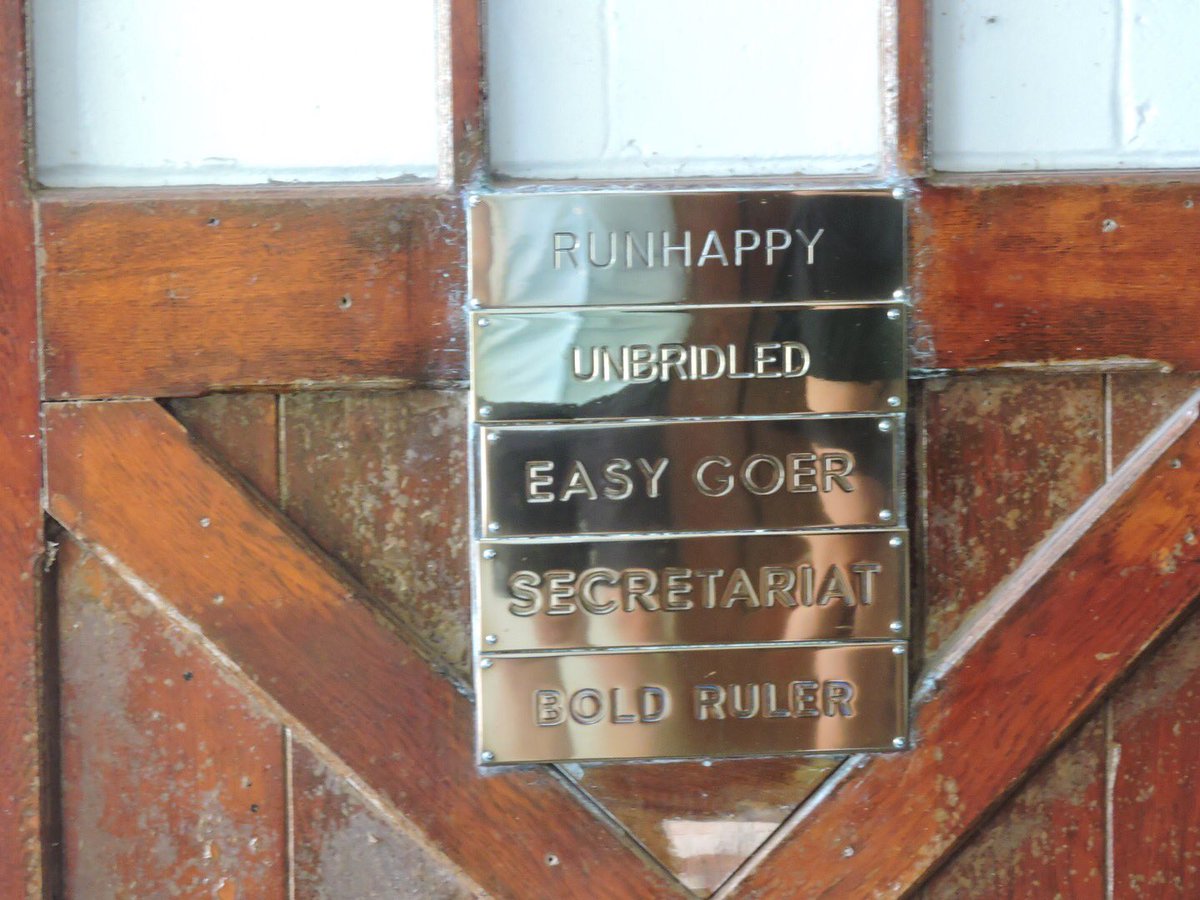 RUNHAPPY
UNBRIDLED
EASY GOER
SECRETARIAT
BOLD RULER